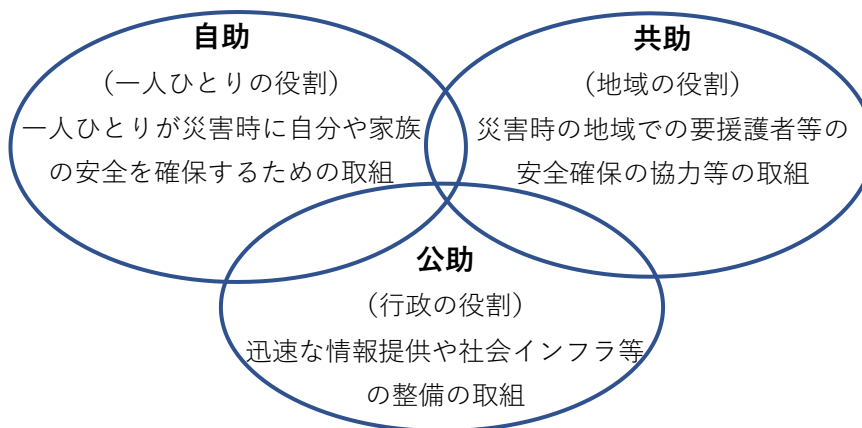 自助
（一人ひとりの役割）
一人ひとりが災害時に自分や家族
の安全を確保するための取組
共助
（地域の役割）
災害時の地域での要援護者等の
安全確保の協力等の取組
公助
（行政の役割）
迅速な情報提供や社会インフラ等
の整備の取組